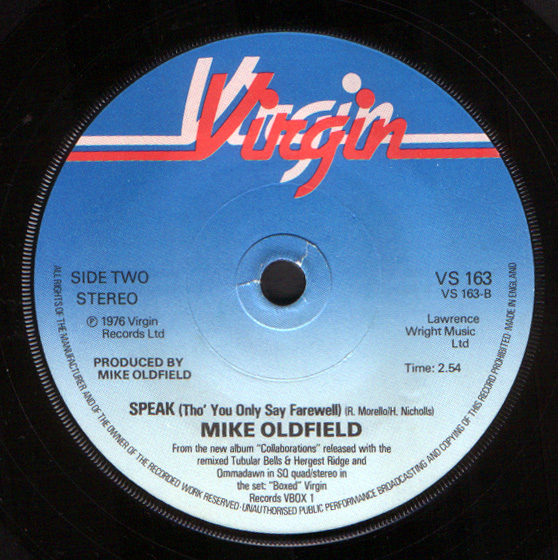 Virgin
SIDE TWO
STEREO
℗ 1976 Virgin
Records Ltd
PRODUCED BY
MIKE OLDFIELD
VS 163
VS 163-B
Lawrence
Wright Music
Ltd
Time: 2.54
SPEAK (Tho' You Only Say Farewell) (R. Morello/H. Nicholls)
MIKE OLDFIELD
From the new album "Collaborations" released with the
remixed Tubular Bells & Hergest Ridge and
Ommadawn in SQ quad/stereo in
the set: "Boxed" Virgin
Records VBOX 1
ALL RIGHTS OF THE MANUFACTURER AND OF THE OWNER OF THE RECORDED WORK RESERVED·UNAUTHORISED PUBLIC PERFORMANCE BROADCASTING AND COPYING OF THIS RECORD PROHIBITED·MADE IN ENGLAND